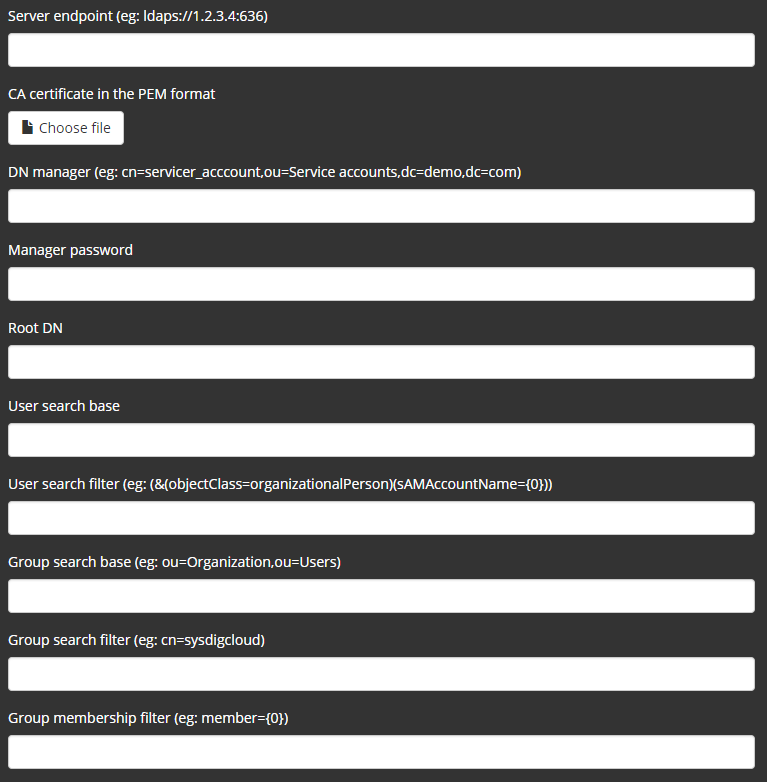 Server endpoint (eg: ldaps://1.2.3.4:636)
CA certificate in the PEM format
Choose file
DN manager (eg: cn=servicer_acccount,ou=Service accounts,dc=demo,dc=com)
Manager password
Root DN
User search base
User search filter (eg: (&(objectClass=organizationalPerson)(sAMAccountName={0}))
Group search base (eg: ou=Organization,ou=Users)
Group search filter (eg: cn=sysdigcloud)
Group membership filter (eg: member={0})